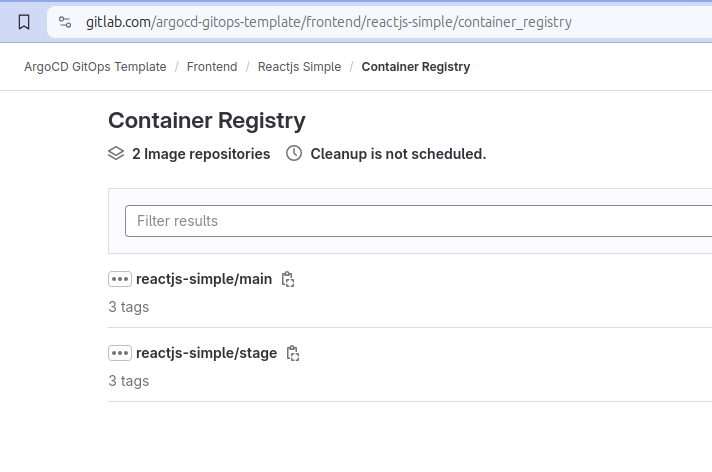 gitlab.com/argocd-gitops-template/frontend/reactjs-simple/container_registry
ArgoCD GitOps Template / Frontend / Reactjs Simple / Container Registry
Container Registry
2 Image repositories Cleanup is not scheduled.
Filter results
reactjs-simple/main
3 tags
reactjs-simple/stage
3 tags